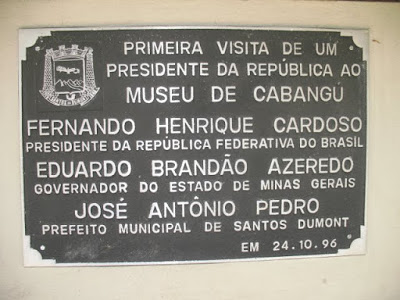 PRIMEIRA VISITA DE UM
PRESIDENTE DA REPÚBLICA AO
MUSEU DE CABANGÚ
FERNANDO HENRIQUE CARDOSO
PRESIDENTE DA REPÚBLICA FEDERATIVA DO BRASIL
EDUARDO BRANDÃO AZEREDO
GOVERNADOR DO ESTADO DE MINAS GERAIS
JOSÉ ANTÔNIO PEDRO
PREFEITO MUNICIPAL DE SANTOS DUMONT
EM 24.10.96